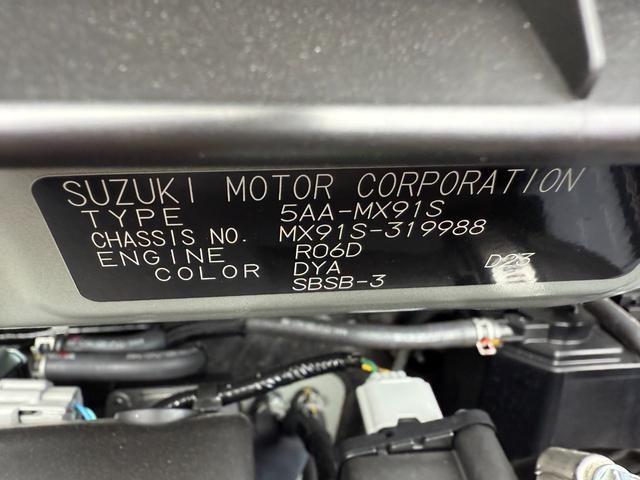 SUZUKI MOTOR CORPORATION
TYPE 5AA-MX91S
CHASSIS NO. MX91S-319988
ENGINE R06D
COLOR DYA D23
SBSB-3